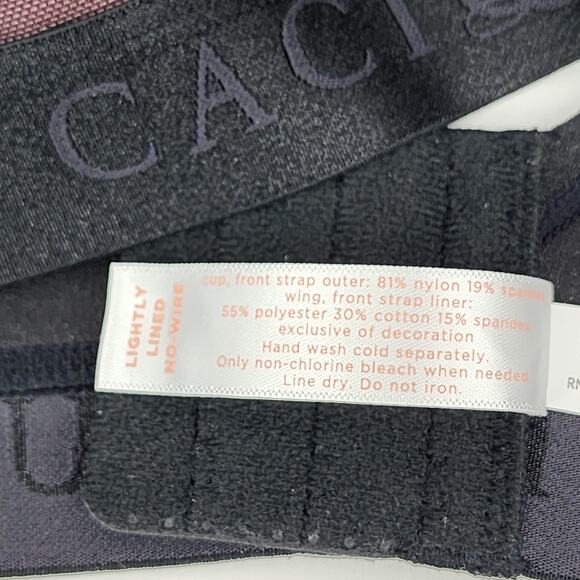 CACI
LIGHTLY
LINED
NO-WIRE
cup, front strap outer: 81% nylon 19% spandex
wing, front strap liner:
55% polyester 30% cotton 15% spandex
exclusive of decoration
Hand wash cold separately.
Only non-chlorine bleach when needed
Line dry. Do not iron.
RN
U